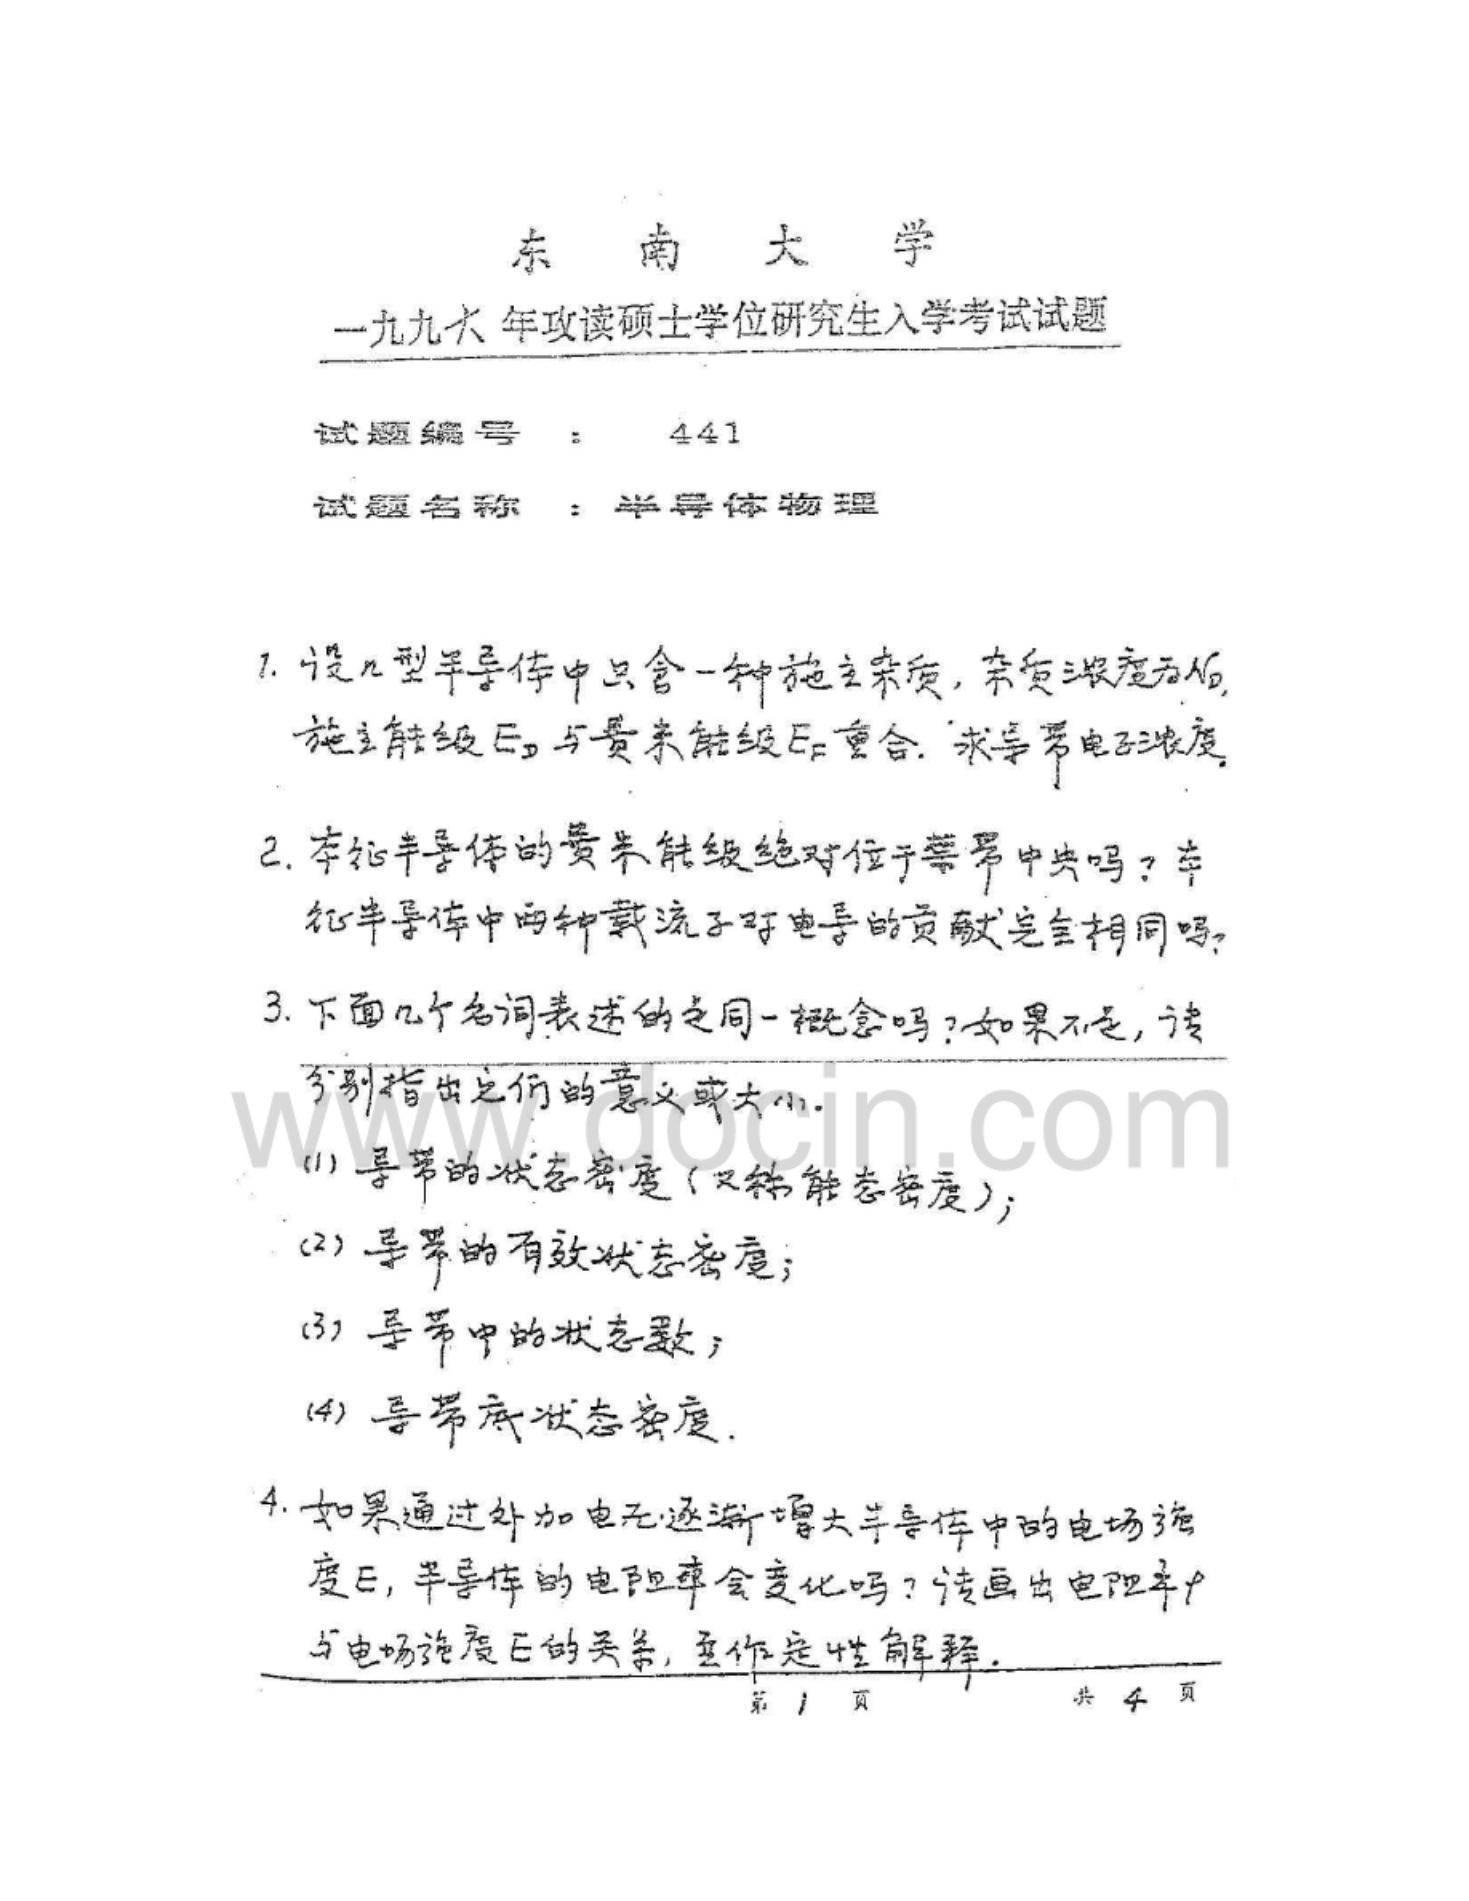 东南大学
一九九六年攻读硕士学位研究生入学考试试题
试题编号 : 441
试题名称 : 半导体物理
1. 设n型半导体中只含一种施主杂质，杂质浓度为N_D,
施主能级E_D与费米能级E_F重合. 求导带电子浓度.
2. 本征半导体的费米能级绝对位于禁带中央吗? 本
征半导体中两种载流子对电导的贡献完全相同吗?
3. 下面几个名词表述的是同一概念吗? 如果不是, 请
分别指出它们的意义或大小.
www.docin.com
(1) 导带的状态密度(又称能态密度);
(2) 导带的有效状态密度;
(3) 导带中的状态数;
(4) 导带底状态密度.
4. 如果通过外加电压逐渐增大半导体中的电场强
度E, 半导体的电阻率会变化吗? 请画出电阻率ρ
与电场强度E的关系, 并作定性解释.
第 1 页 共 4 页